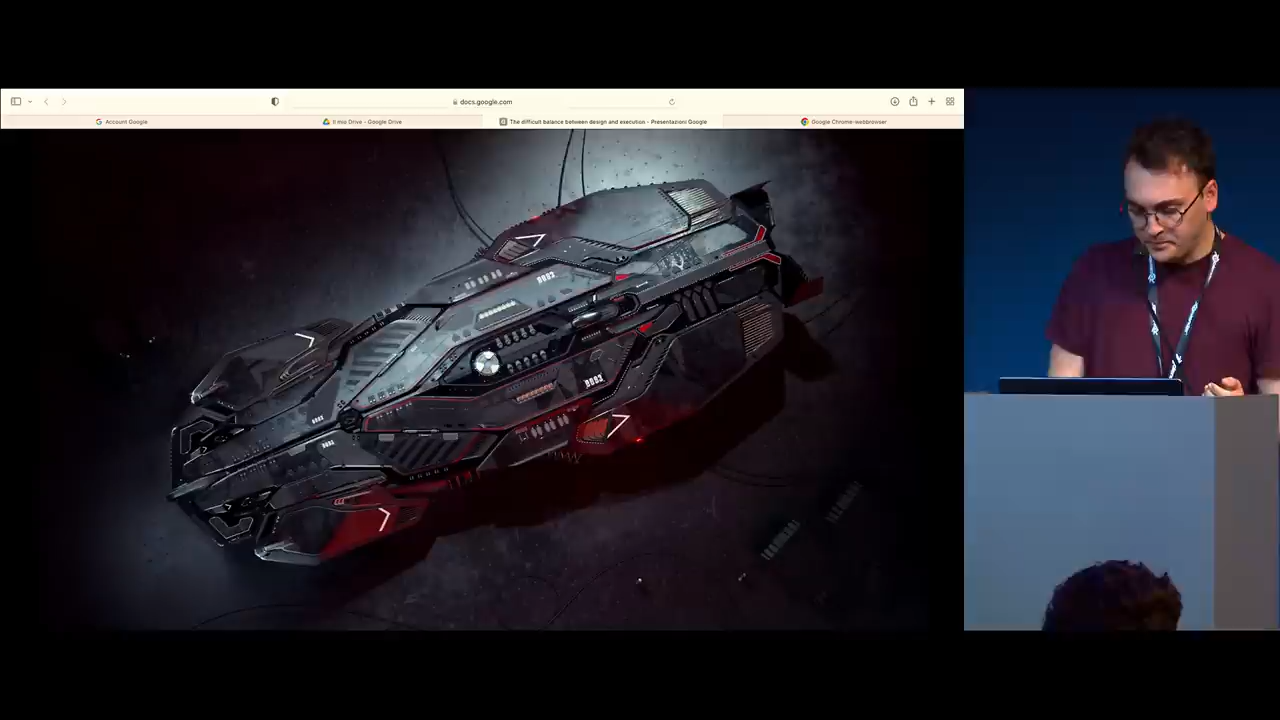 docs.google.com
Account Google
Il mio Drive - Google Drive
The difficult balance between design and execution - Presentazioni Google
Google Chrome-webbrowser